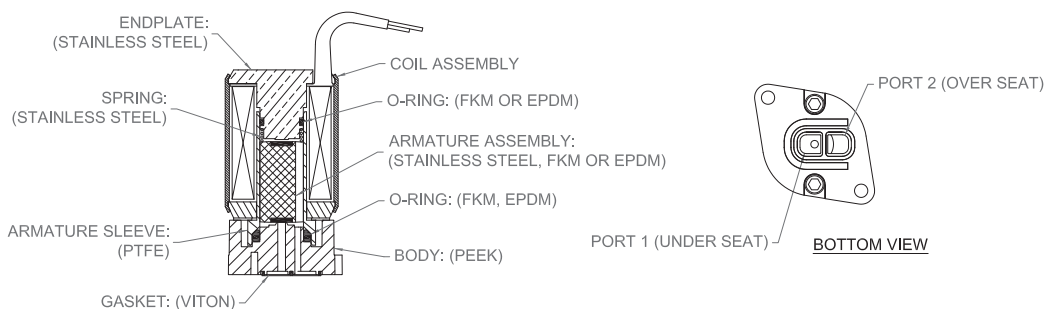 ENDPLATE:
(STAINLESS STEEL)
SPRING:
(STAINLESS STEEL)
ARMATURE SLEEVE:
(PTFE)
GASKET: (VITON)
COIL ASSEMBLY
O-RING: (FKM OR EPDM)
ARMATURE ASSEMBLY:
(STAINLESS STEEL, FKM OR EPDM)
O-RING: (FKM, EPDM)
BODY: (PEEK)
PORT 2 (OVER SEAT)
PORT 1 (UNDER SEAT)
BOTTOM VIEW